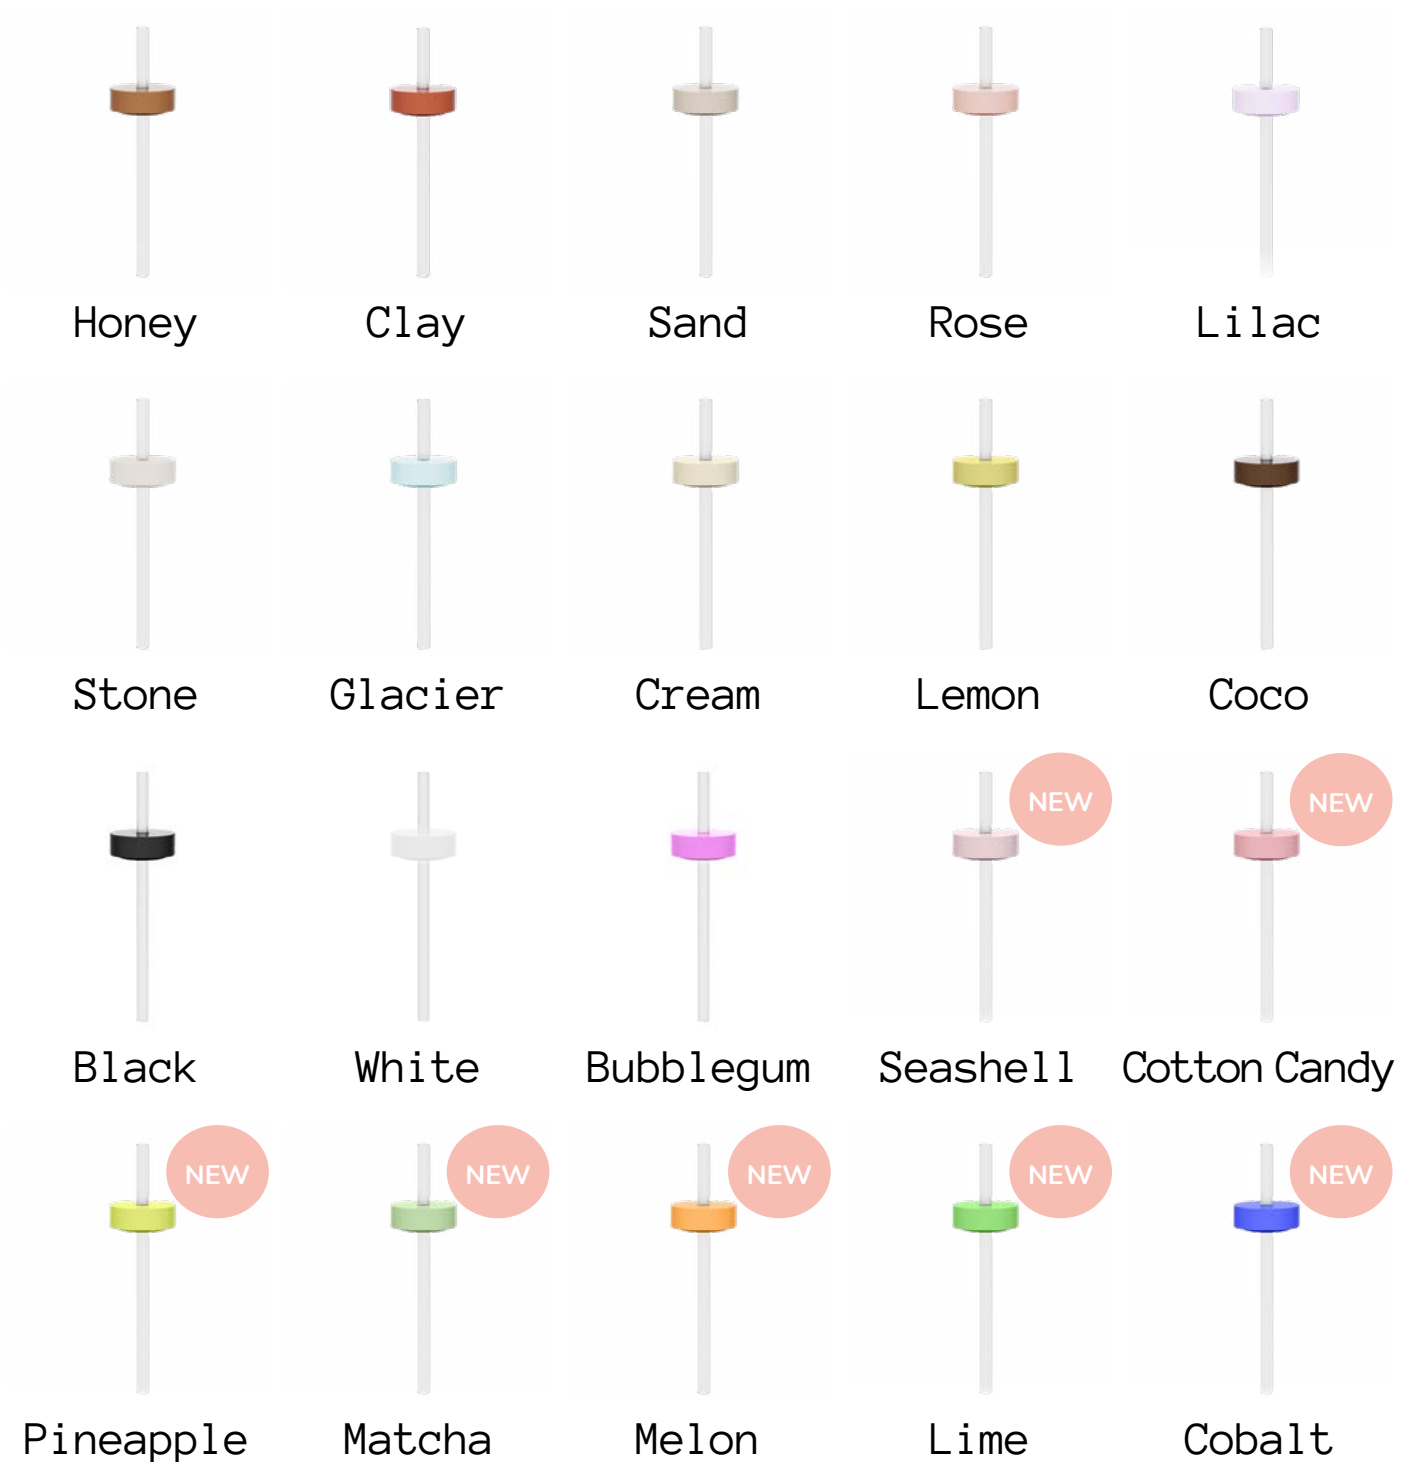 Honey Clay Sand Rose Lilac
Stone Glacier Cream Lemon Coco
NEW NEW
Black White Bubblegum Seashell Cotton Candy
NEW NEW NEW NEW NEW
Pineapple Matcha Melon Lime Cobalt